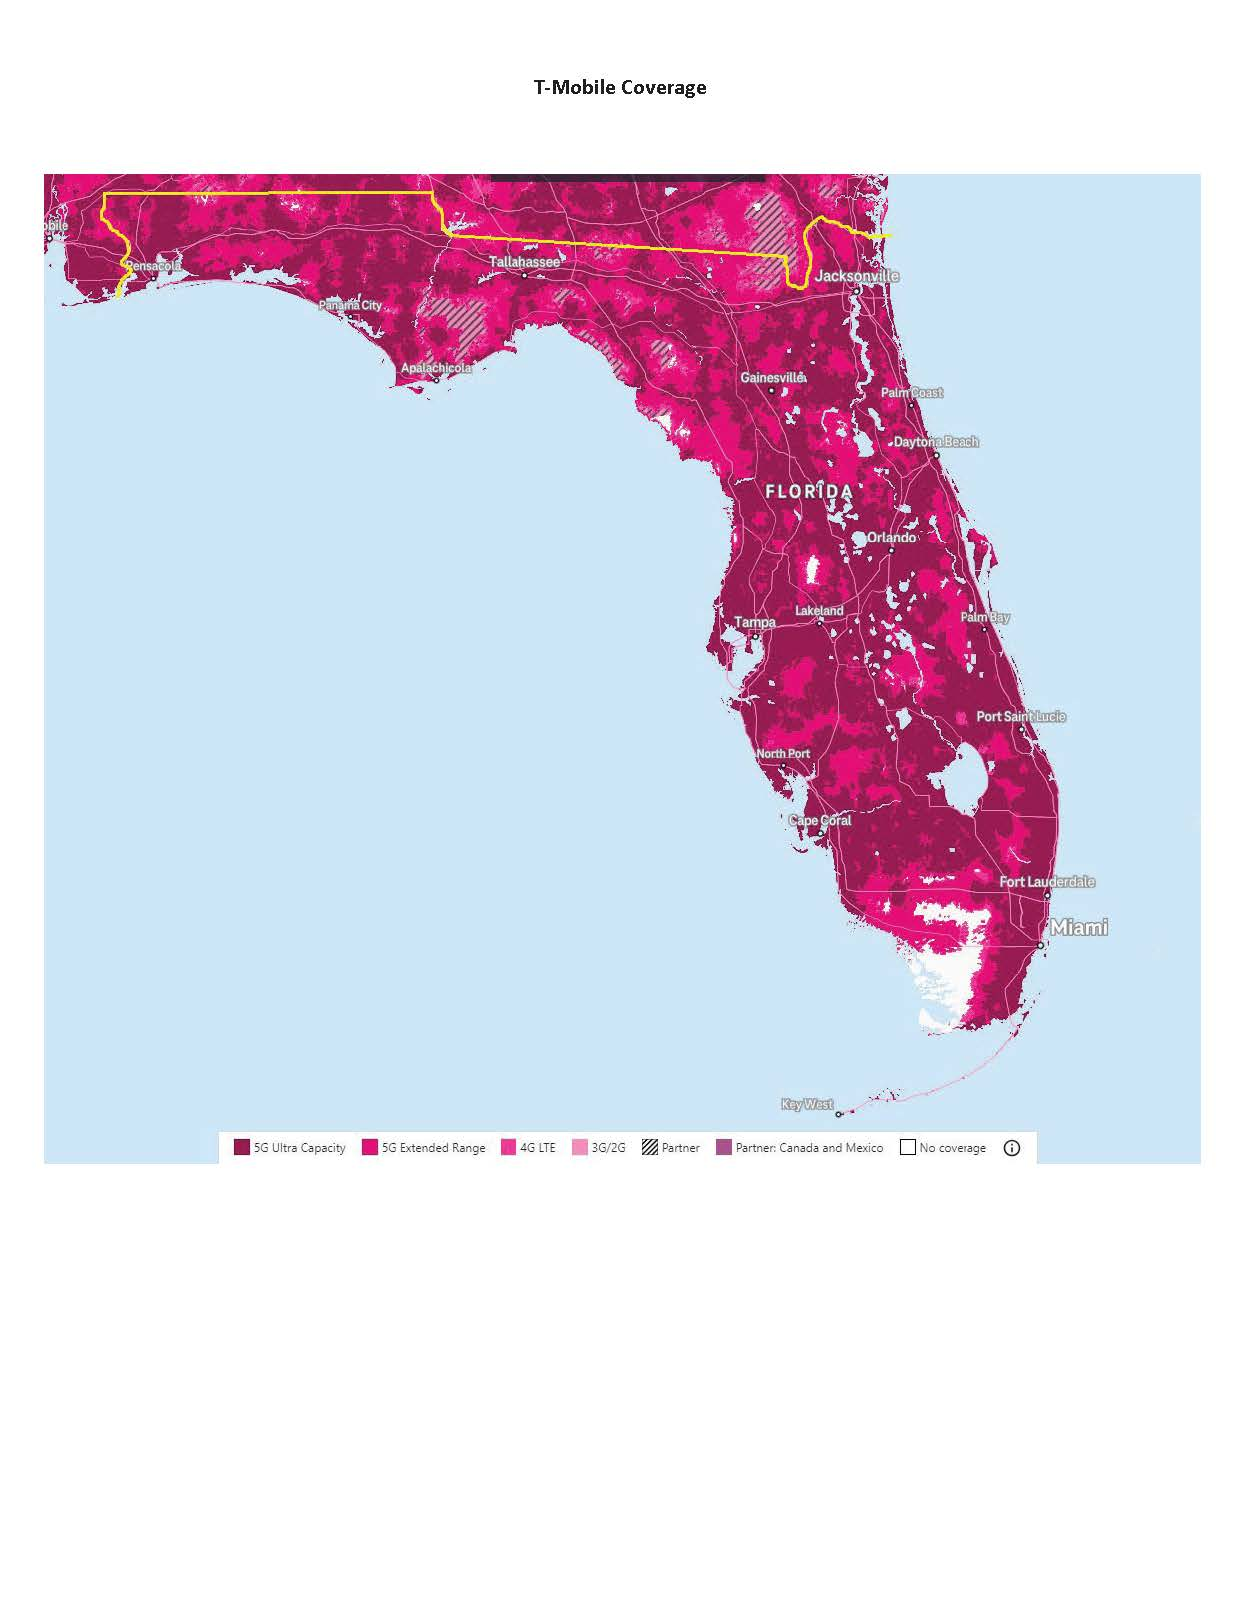 T-Mobile Coverage
obile
Pensacola
Tallahassee
Jacksonville
Panama City
Apalachicola
Gainesville
Palm Coast
Daytona Beach
FLORIDA
Orlando
Lakeland
Tampa
Palm Bay
Port Saint Lucie
North Port
Cape Coral
Fort Lauderdale
Miami
Key West
5G Ultra Capacity 5G Extended Range 4G LTE 3G/2G Partner Partner: Canada and Mexico No coverage